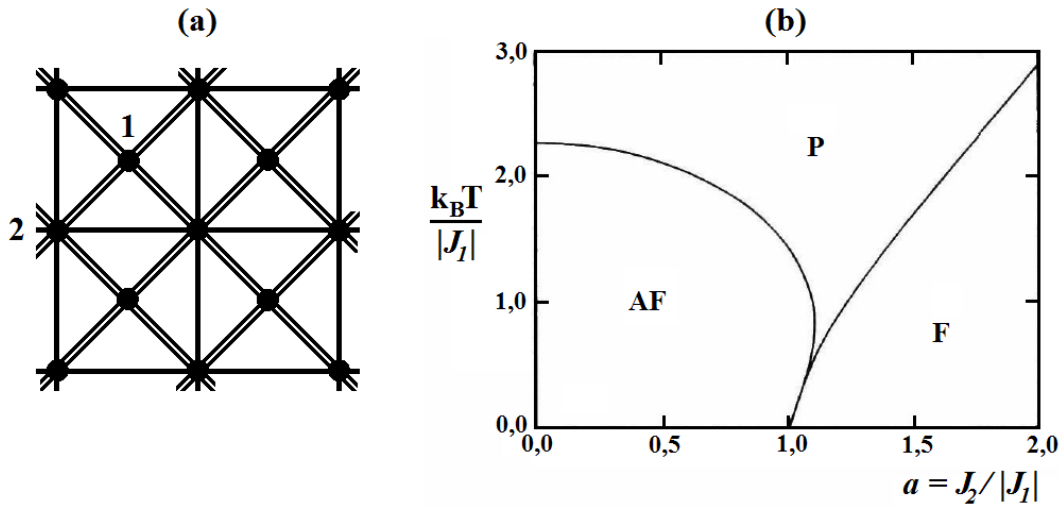 (a)
1
2
(b)
3,0
2,0
1,0
0,0
k_BT
|J_1|
P
AF
F
0,0 0,5 1,0 1,5 2,0
a = J_2 / |J_1|